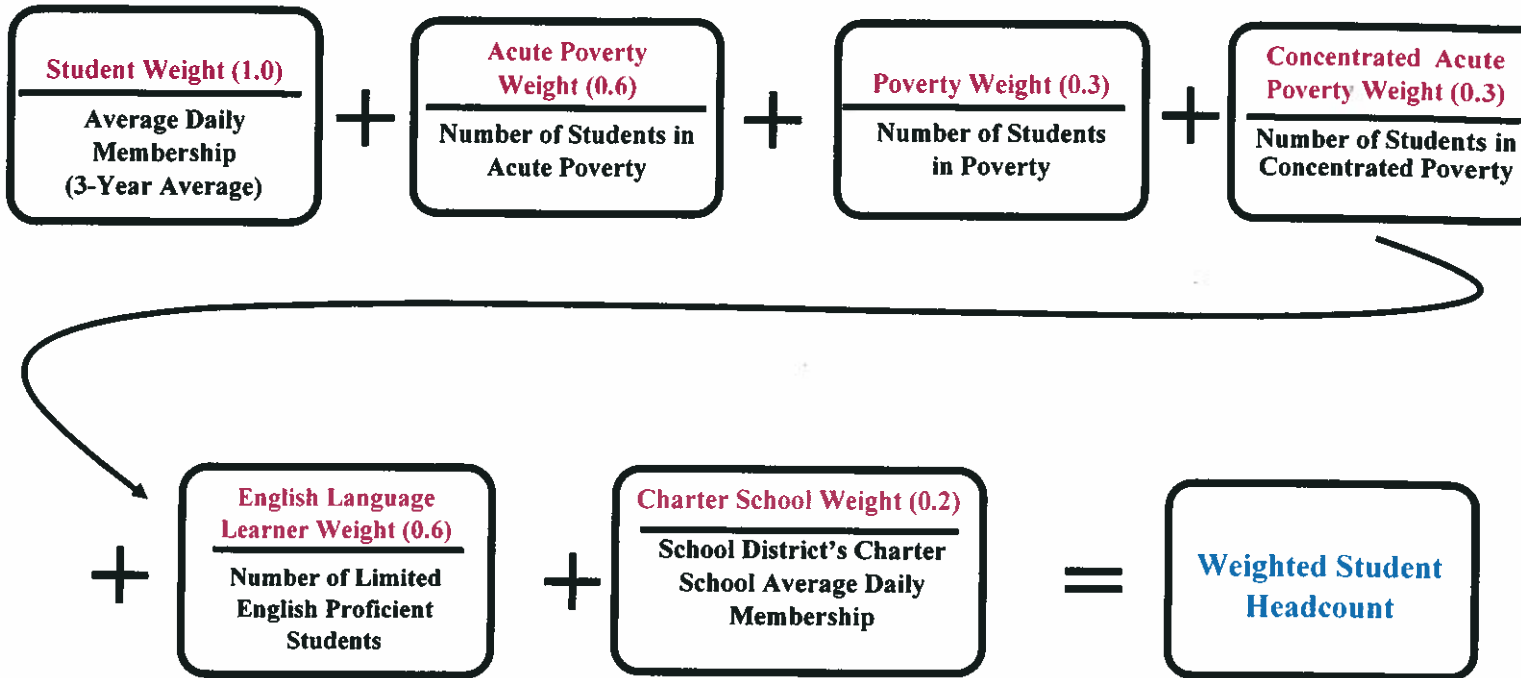 Student Weight (1.0)
Average Daily
Membership
(3-Year Average)
+
Acute Poverty
Weight (0.6)
Number of Students in
Acute Poverty
+
Poverty Weight (0.3)
Number of Students
in Poverty
+
Concentrated Acute
Poverty Weight (0.3)
Number of Students in
Concentrated Poverty
+
English Language
Learner Weight (0.6)
Number of Limited
English Proficient
Students
+
Charter School Weight (0.2)
School District's Charter
School Average Daily
Membership
=
Weighted Student
Headcount